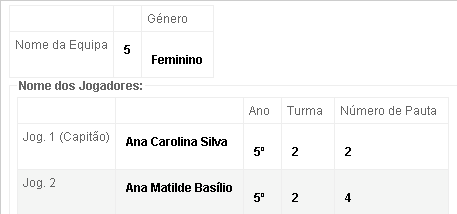 Género
Nome da Equipa 5 Feminino
Nome dos Jogadores:
Ano Turma Número de Pauta
Jog. 1 (Capitão) Ana Carolina Silva 5º 2 2
Jog. 2 Ana Matilde Basílio 5º 2 4